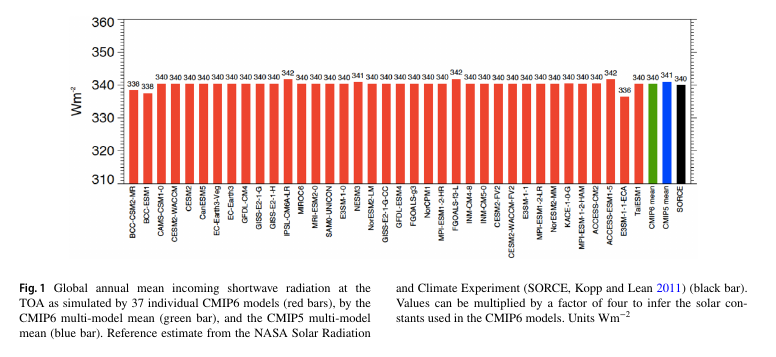 360
350
340
330
320
310
Wm⁻²
338 338 340 340 340 340 340 340 340 340 340 342 340 340 340 340 341 340 340 340 340 340 340 342 340 340 340 340 340 340 340 340 340 340 342 336 340 340 341 340
BCC-CSM2-MR
BCC-ESM1
CAMS-CSM1-0
CESM2-WACCM
CESM2
CanESM5
EC-Earth3-Veg
EC-Earth3
GFDL-CM4
GISS-E2-1-G
GISS-E2-1-H
IPSL-CM6A-LR
MIROC6
MRI-ESM2-0
SAM0-UNICON
E3SM-1-0
NESM3
NorESM2-LM
GISS-E2-1-G-CC
GFDL-ESM4
FGOALS-g3
NorCPM1
MPI-ESM1-2-HR
FGOALS-f3-L
INM-CM4-8
INM-CM5-0
CESM2-FV2
CESM2-WACCM-FV2
E3SM-1-1
MPI-ESM1-2-LR
NorESM2-MM
KACE-1-0-G
MPI-ESM-1-2-HAM
ACCESS-CM2
ACCESS-ESM1-5
E3SM-1-1-ECA
TaiESM1
CMIP6 mean
CMIP5 mean
SORCE
Fig. 1 Global annual mean incoming shortwave radiation at the
TOA as simulated by 37 individual CMIP6 models (red bars), by the
CMIP6 multi-model mean (green bar), and the CMIP5 multi-model
mean (blue bar). Reference estimate from the NASA Solar Radiation
and Climate Experiment (SORCE, Kopp and Lean 2011) (black bar).
Values can be multiplied by a factor of four to infer the solar con-
stants used in the CMIP6 models. Units Wm⁻²